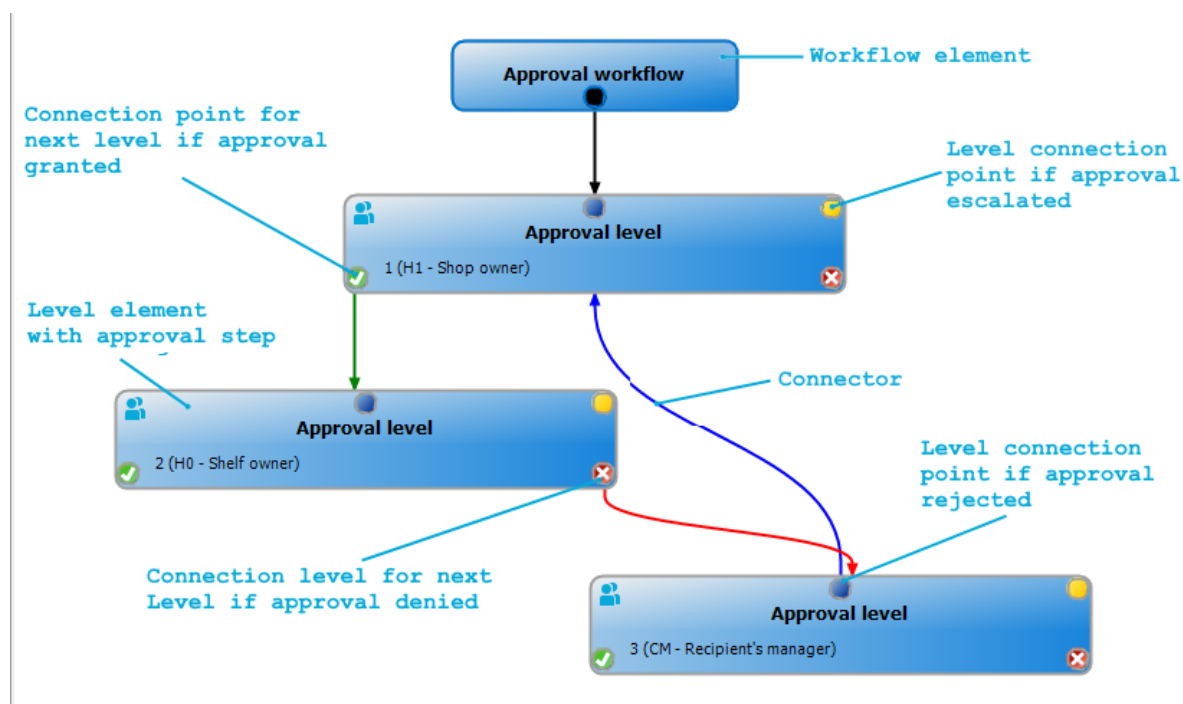 Approval workflow
Workflow element
Connection point for
next level if approval
granted
Level connection
point if approval
escalated
Approval level
1 (H1 - Shop owner)
Level element
with approval step
Connector
Approval level
2 (H0 - Shelf owner)
Level connection
point if approval
rejected
Connection level for next
Level if approval denied
Approval level
3 (CM - Recipient's manager)